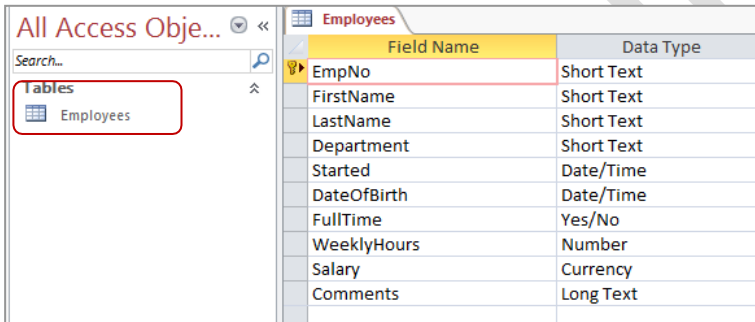 All Access Obje... «
Search...
Tables
Employees
Employees
Field Name Data Type
EmpNo Short Text
FirstName Short Text
LastName Short Text
Department Short Text
Started Date/Time
DateOfBirth Date/Time
FullTime Yes/No
WeeklyHours Number
Salary Currency
Comments Long Text